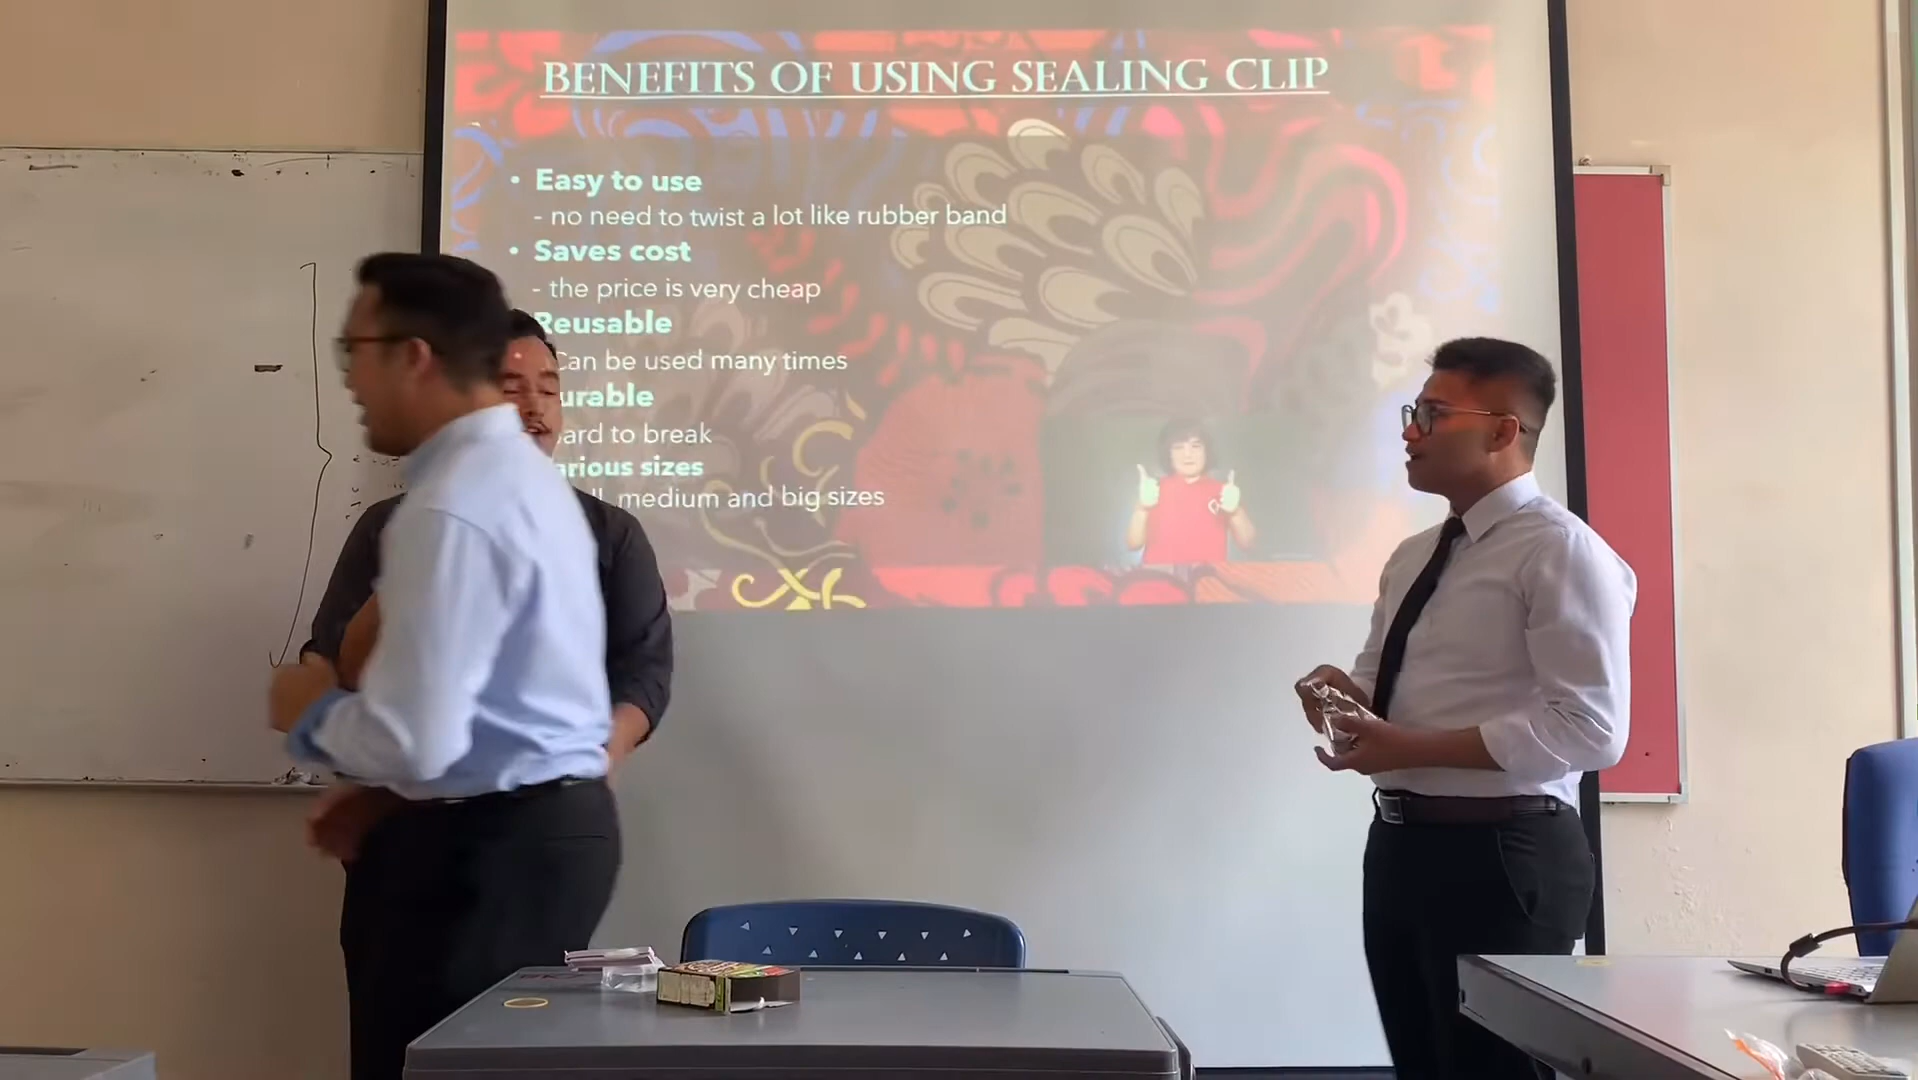 BENEFITS OF USING SEALING CLIP
• Easy to use
- no need to twist a lot like rubber band
• Saves cost
- the price is very cheap
Reusable
Can be used many times
urable
ard to break
arious sizes
ll, medium and big sizes